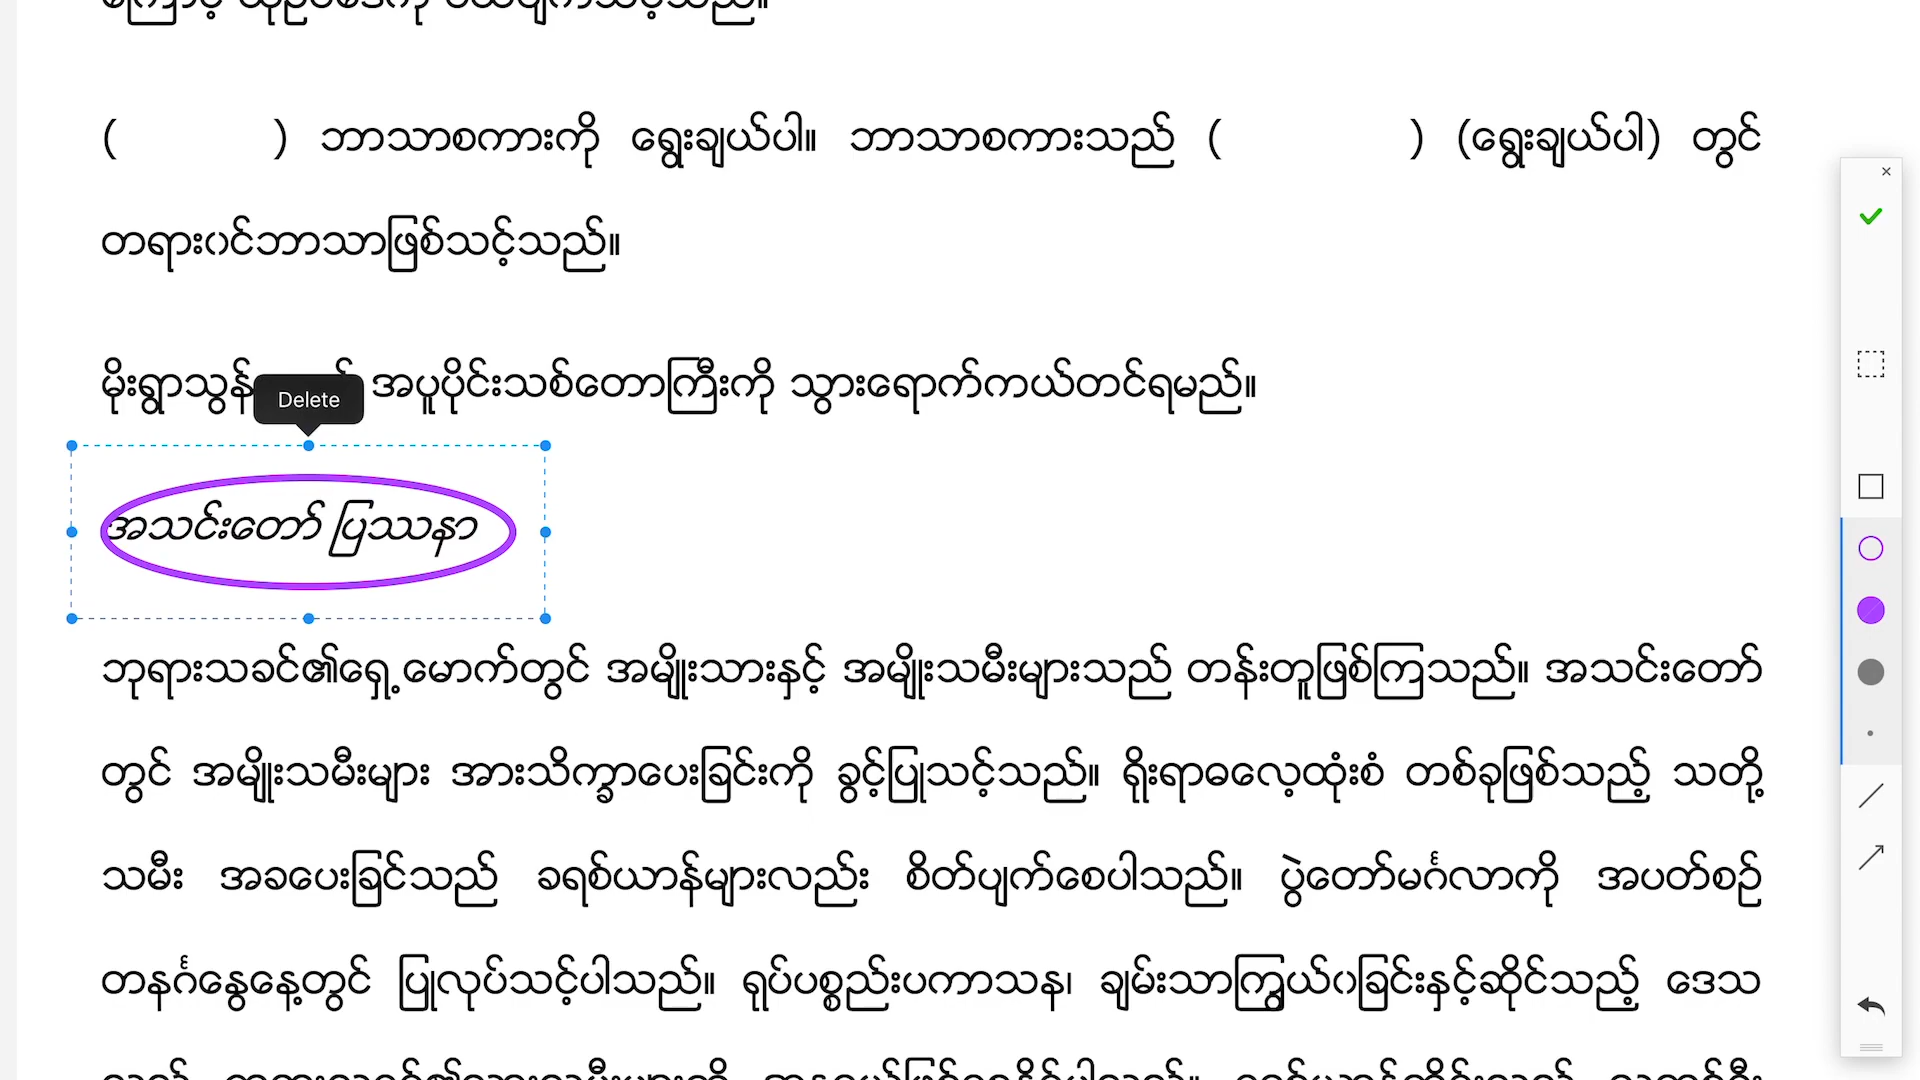 (          ) ဘာသာစကားကို ရွေးချယ်ပါ။ ဘာသာစကားသည် (          ) (ရွေးချယ်ပါ) တွင်
တရားဝင်ဘာသာဖြစ်သင့်သည်။
မိုးရွာသွန် အပူပိုင်းသစ်တောကြီးကို သွားရောက်ကယ်တင်ရမည်။
Delete
အသင်းတော် ပြဿနာ
ဘုရားသခင်၏ရှေ့မောက်တွင် အမျိုးသားနှင့် အမျိုးသမီးများသည် တန်းတူဖြစ်ကြသည်။ အသင်းတော်
တွင် အမျိုးသမီးများ အားသိက္ခာပေးခြင်းကို ခွင့်ပြုသင့်သည်။ ရိုးရာဓလေ့ထုံးစံ တစ်ခုဖြစ်သည့် သတို့
သမီး အခပေးခြင်သည် ခရစ်ယာန်များလည်း စိတ်ပျက်စေပါသည်။ ပွဲတော်မင်္ဂလာကို အပတ်စဉ်
တနင်္ဂနွေနေ့တွင် ပြုလုပ်သင့်ပါသည်။ ရုပ်ပစ္စည်းပကာသန၊ ချမ်းသာကြွယ်ဝခြင်းနှင့်ဆိုင်သည့် ဒေသ